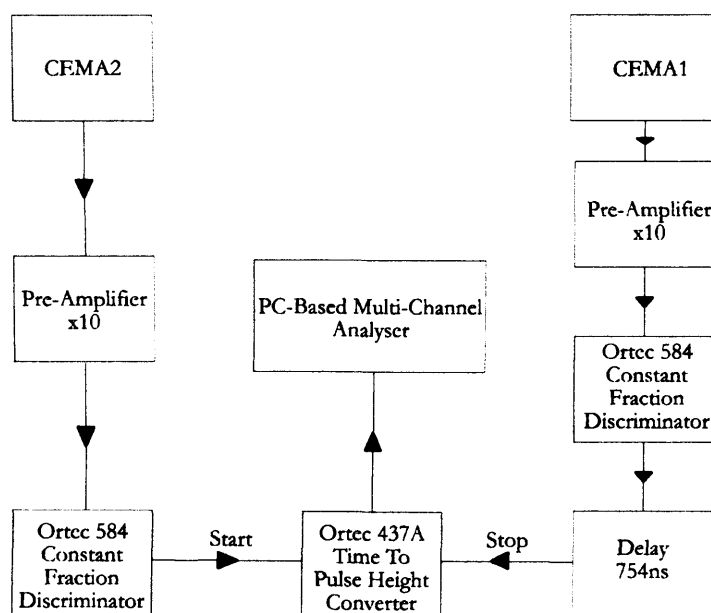 CEMA2
CEMA1
Pre-Amplifier
x10
Pre-Amplifier
x10
PC-Based Multi-Channel
Analyser
Ortec 584
Constant
Fraction
Discriminator
Ortec 584
Constant
Fraction
Discriminator
Start
Ortec 437A
Time To
Pulse Height
Converter
Stop
Delay
754ns